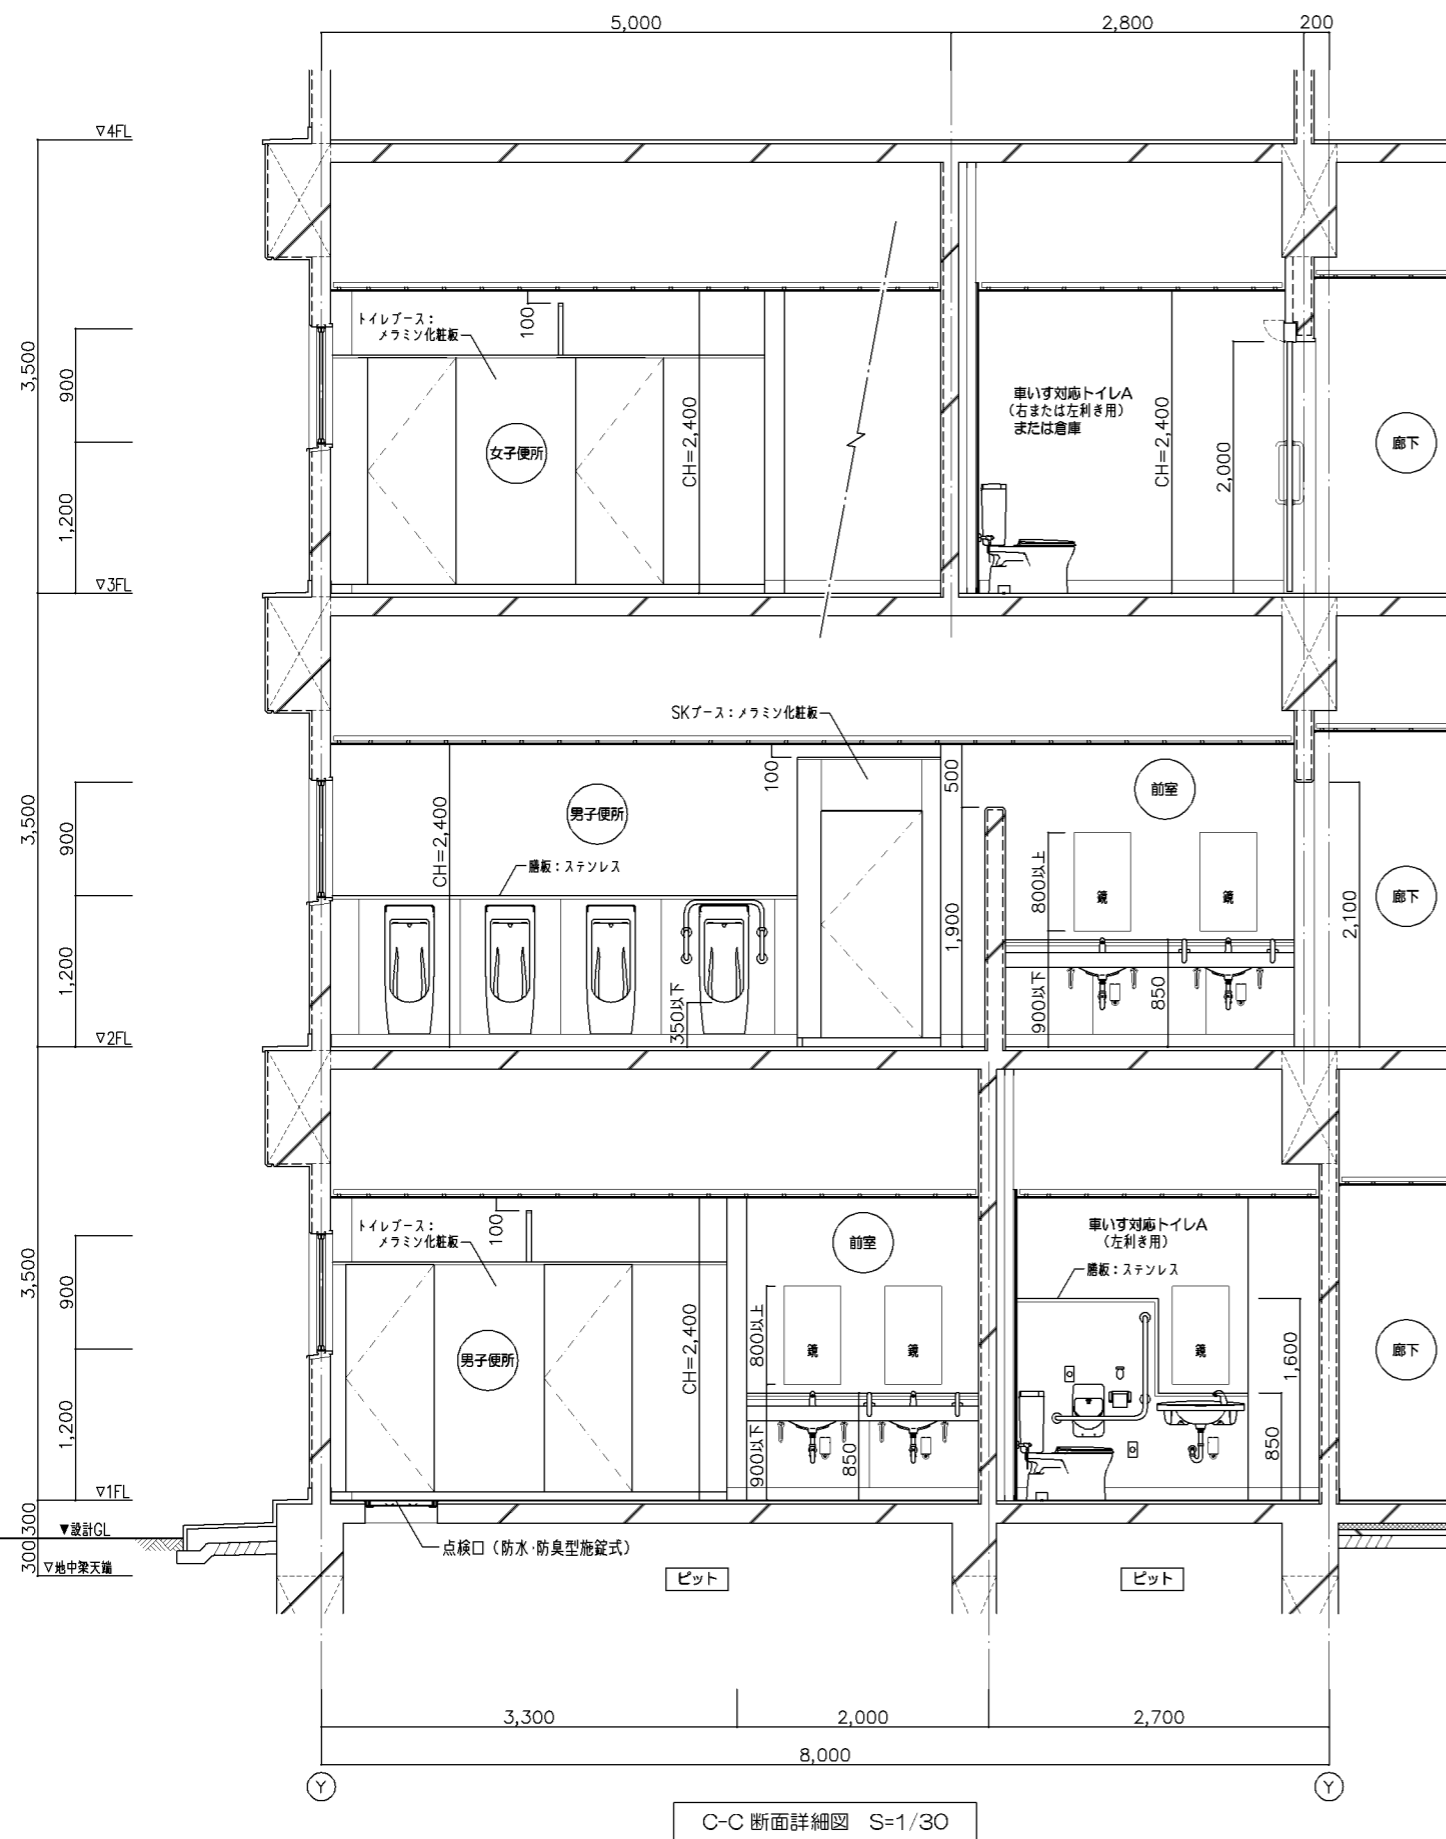 5,000
2,800
200
▽4FL
トイレブース：
メラミン化粧板
100
3,500
900
1,200
女子便所
CH=2,400
車いす対応トイレA
（右または左利き用）
または倉庫
CH=2,400
2,000
廊下
▽3FL
SKブース：メラミン化粧板
100
500
前室
男子便所
3,500
900
1,200
CH=2,400
膳板：ステンレス
800以上
鏡
鏡
廊下
1,900
2,100
350以下
900以下
850
▽2FL
トイレブース：
メラミン化粧板
100
前室
車いす対応トイレA
（左利き用）
膳板：ステンレス
3,500
900
1,200
男子便所
CH=2,400
800以上
鏡
鏡
鏡
1,600
廊下
900以下
850
850
▽1FL
300
▼設計GL
300
▽地中梁天端
点検口（防水・防臭型施錠式）
ピット
ピット
3,300
2,000
2,700
8,000
Y
Y
C-C 断面詳細図 S=1/30